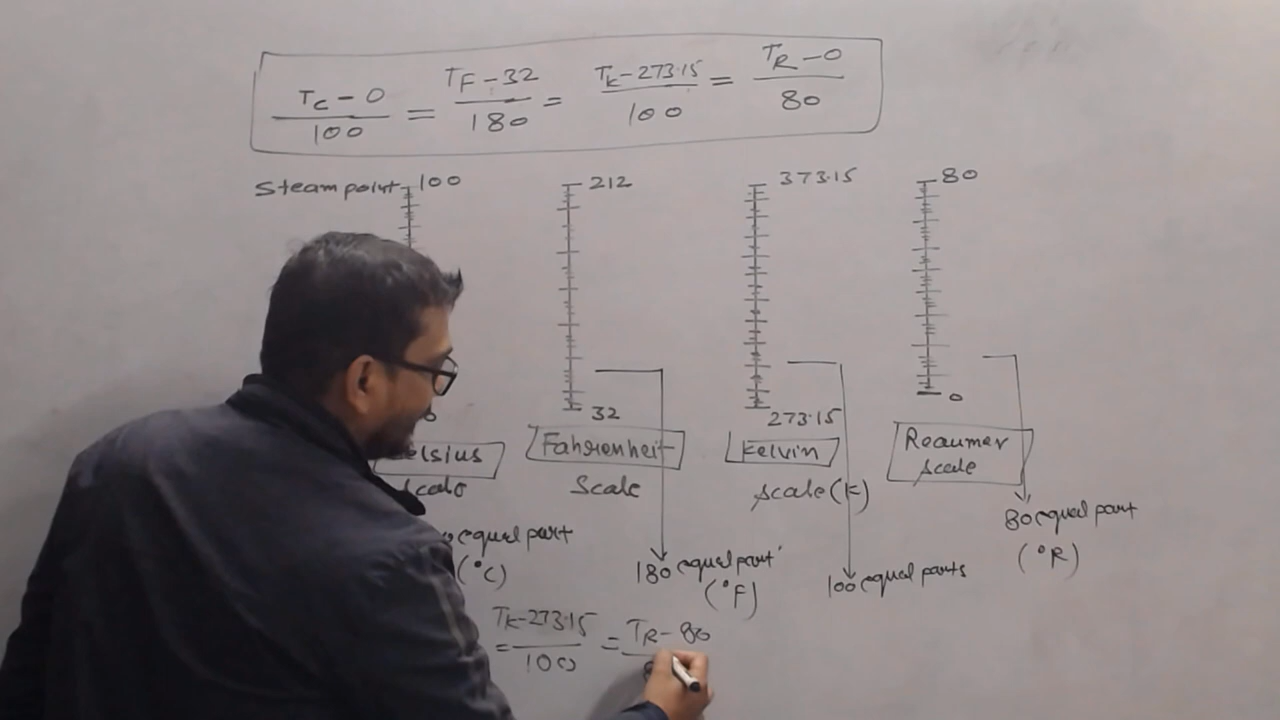 TC - 0 / 100 = TF - 32 / 180 = TK - 273.15 / 100 = TR - 0 / 80
Steam point 100 212 373.15 80
32 273.15 0
elsius Fahrenheit Kelvin Reaumer
Scale Scale Scale (K) Scale
equal part 180 equal part 100 equal parts 80 equal part
(°C) (°F) (°R)
= TK - 273.15 / 100 = TR - 80